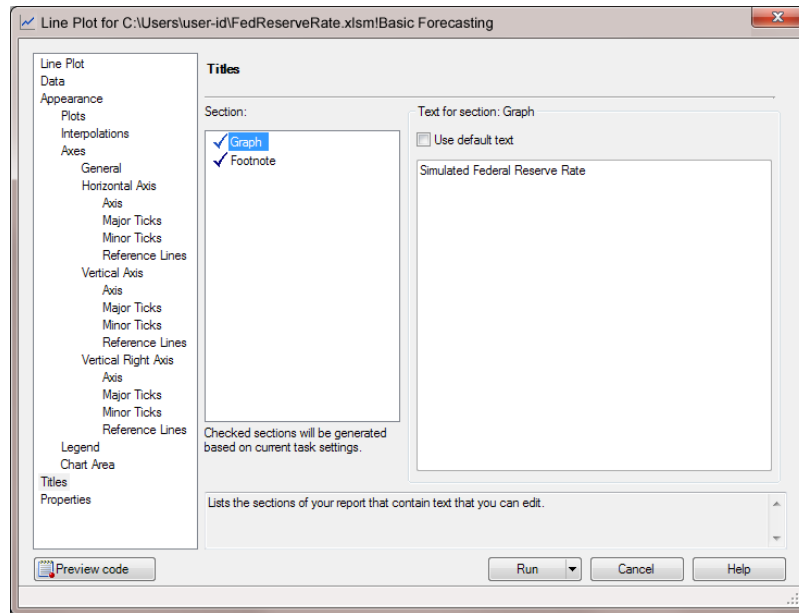 Line Plot for C:\Users\user-id\FedReserveRate.xlsm!Basic Forecasting
x
Line Plot
Data
Appearance
Plots
Interpolations
Axes
General
Horizontal Axis
Axis
Major Ticks
Minor Ticks
Reference Lines
Vertical Axis
Axis
Major Ticks
Minor Ticks
Reference Lines
Vertical Right Axis
Axis
Major Ticks
Minor Ticks
Reference Lines
Legend
Chart Area
Titles
Properties
Titles
Section:
Graph
Footnote
Checked sections will be generated
based on current task settings.
Text for section: Graph
Use default text
Simulated Federal Reserve Rate
Lists the sections of your report that contain text that you can edit.
Preview code
Run
Cancel
Help